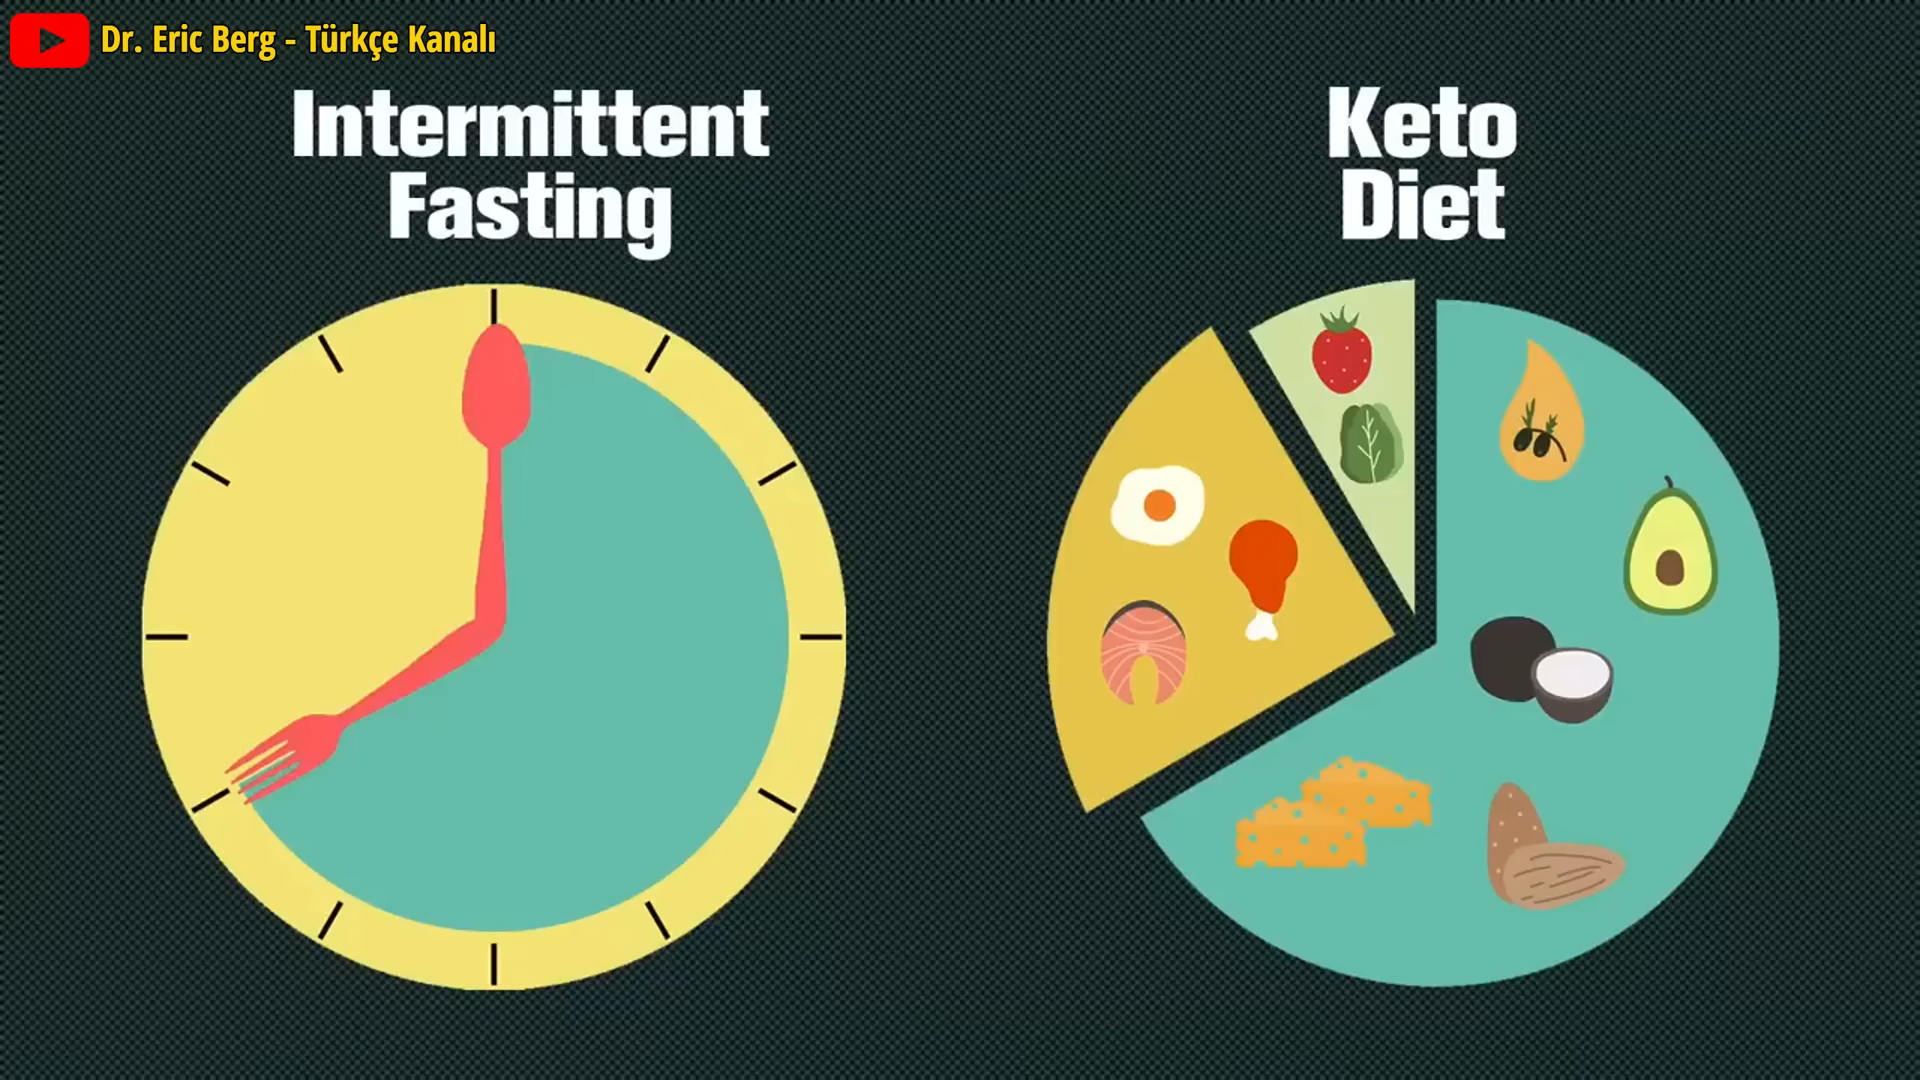 Dr. Eric Berg - Türkçe Kanalı
Intermittent
Fasting
Keto
Diet